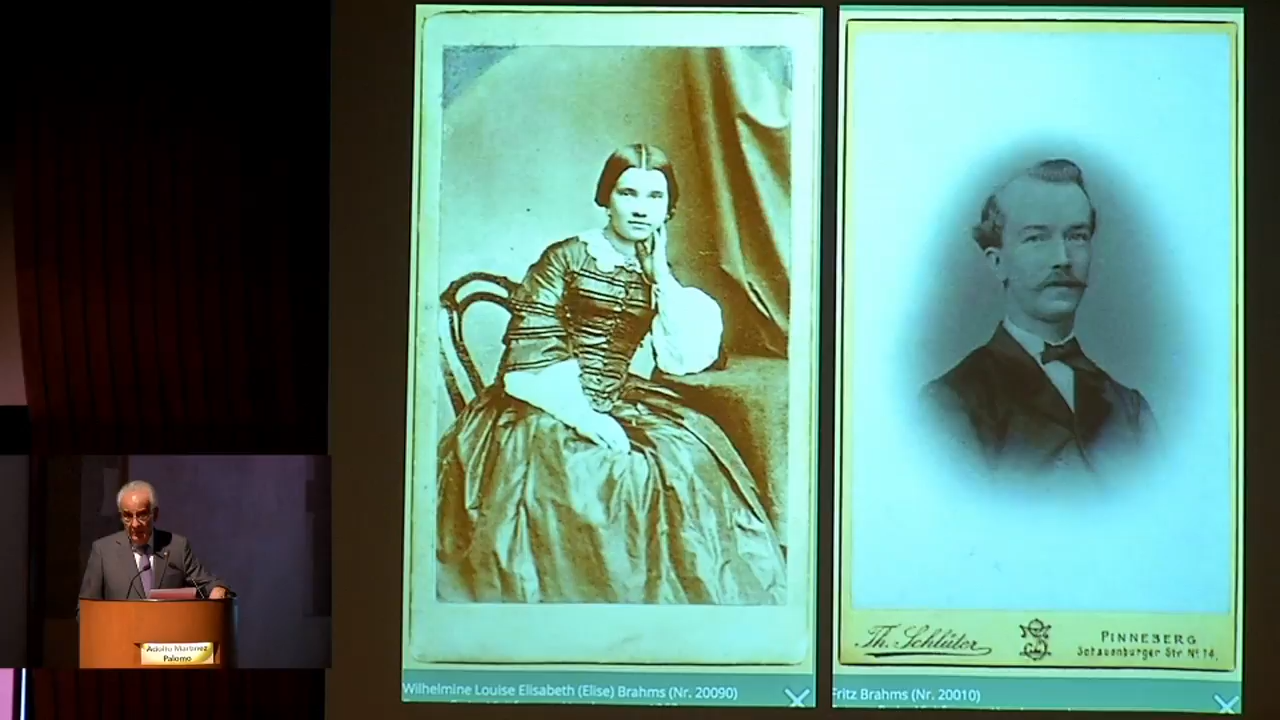 Th. Schlüter
PINNEBERG
Schauenburger Str. Nº 14.
Wilhelmine Louise Elisabeth (Elise) Brahms (Nr. 20090)
Fritz Brahms (Nr. 20010)
Adolfo Martínez
Palomo